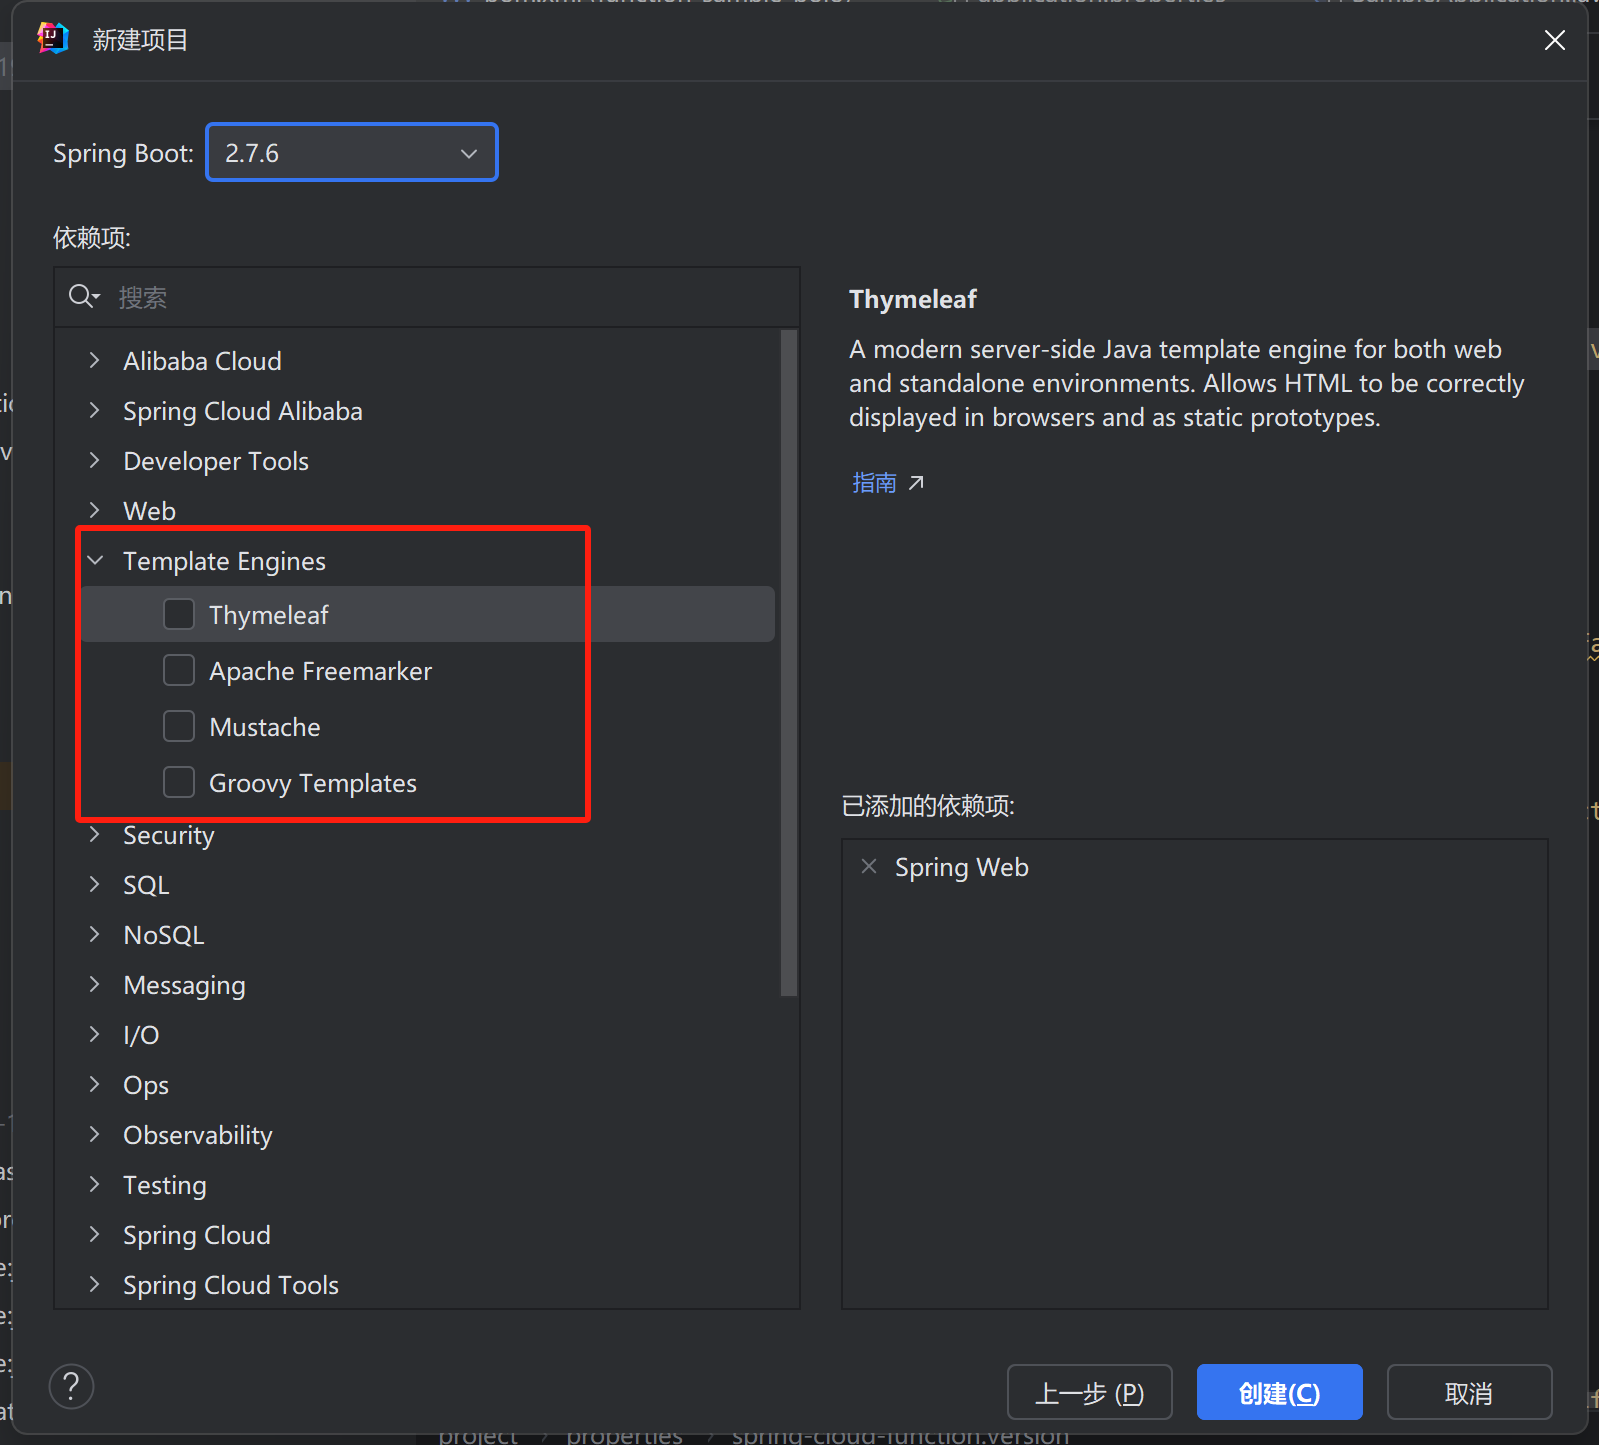 新建项目
Spring Boot:
2.7.6
依赖项:
搜索
Alibaba Cloud
Spring Cloud Alibaba
Developer Tools
Web
Template Engines
Thymeleaf
Apache Freemarker
Mustache
Groovy Templates
Security
SQL
NoSQL
Messaging
I/O
Ops
Observability
Testing
Spring Cloud
Spring Cloud Tools
Thymeleaf
A modern server-side Java template engine for both web
and standalone environments. Allows HTML to be correctly
displayed in browsers and as static prototypes.
指南
已添加的依赖项:
Spring Web
?
上一步 (P)
创建(C)
取消
project > properties > spring-cloud-function.version